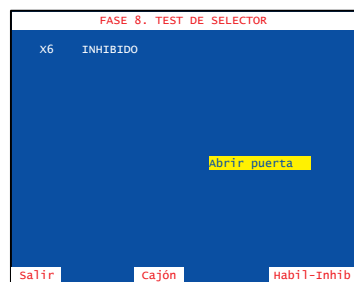 FASE 8. TEST DE SELECTOR
X6 INHIBIDO
Abrir puerta
Salir Cajón Habil-Inhib